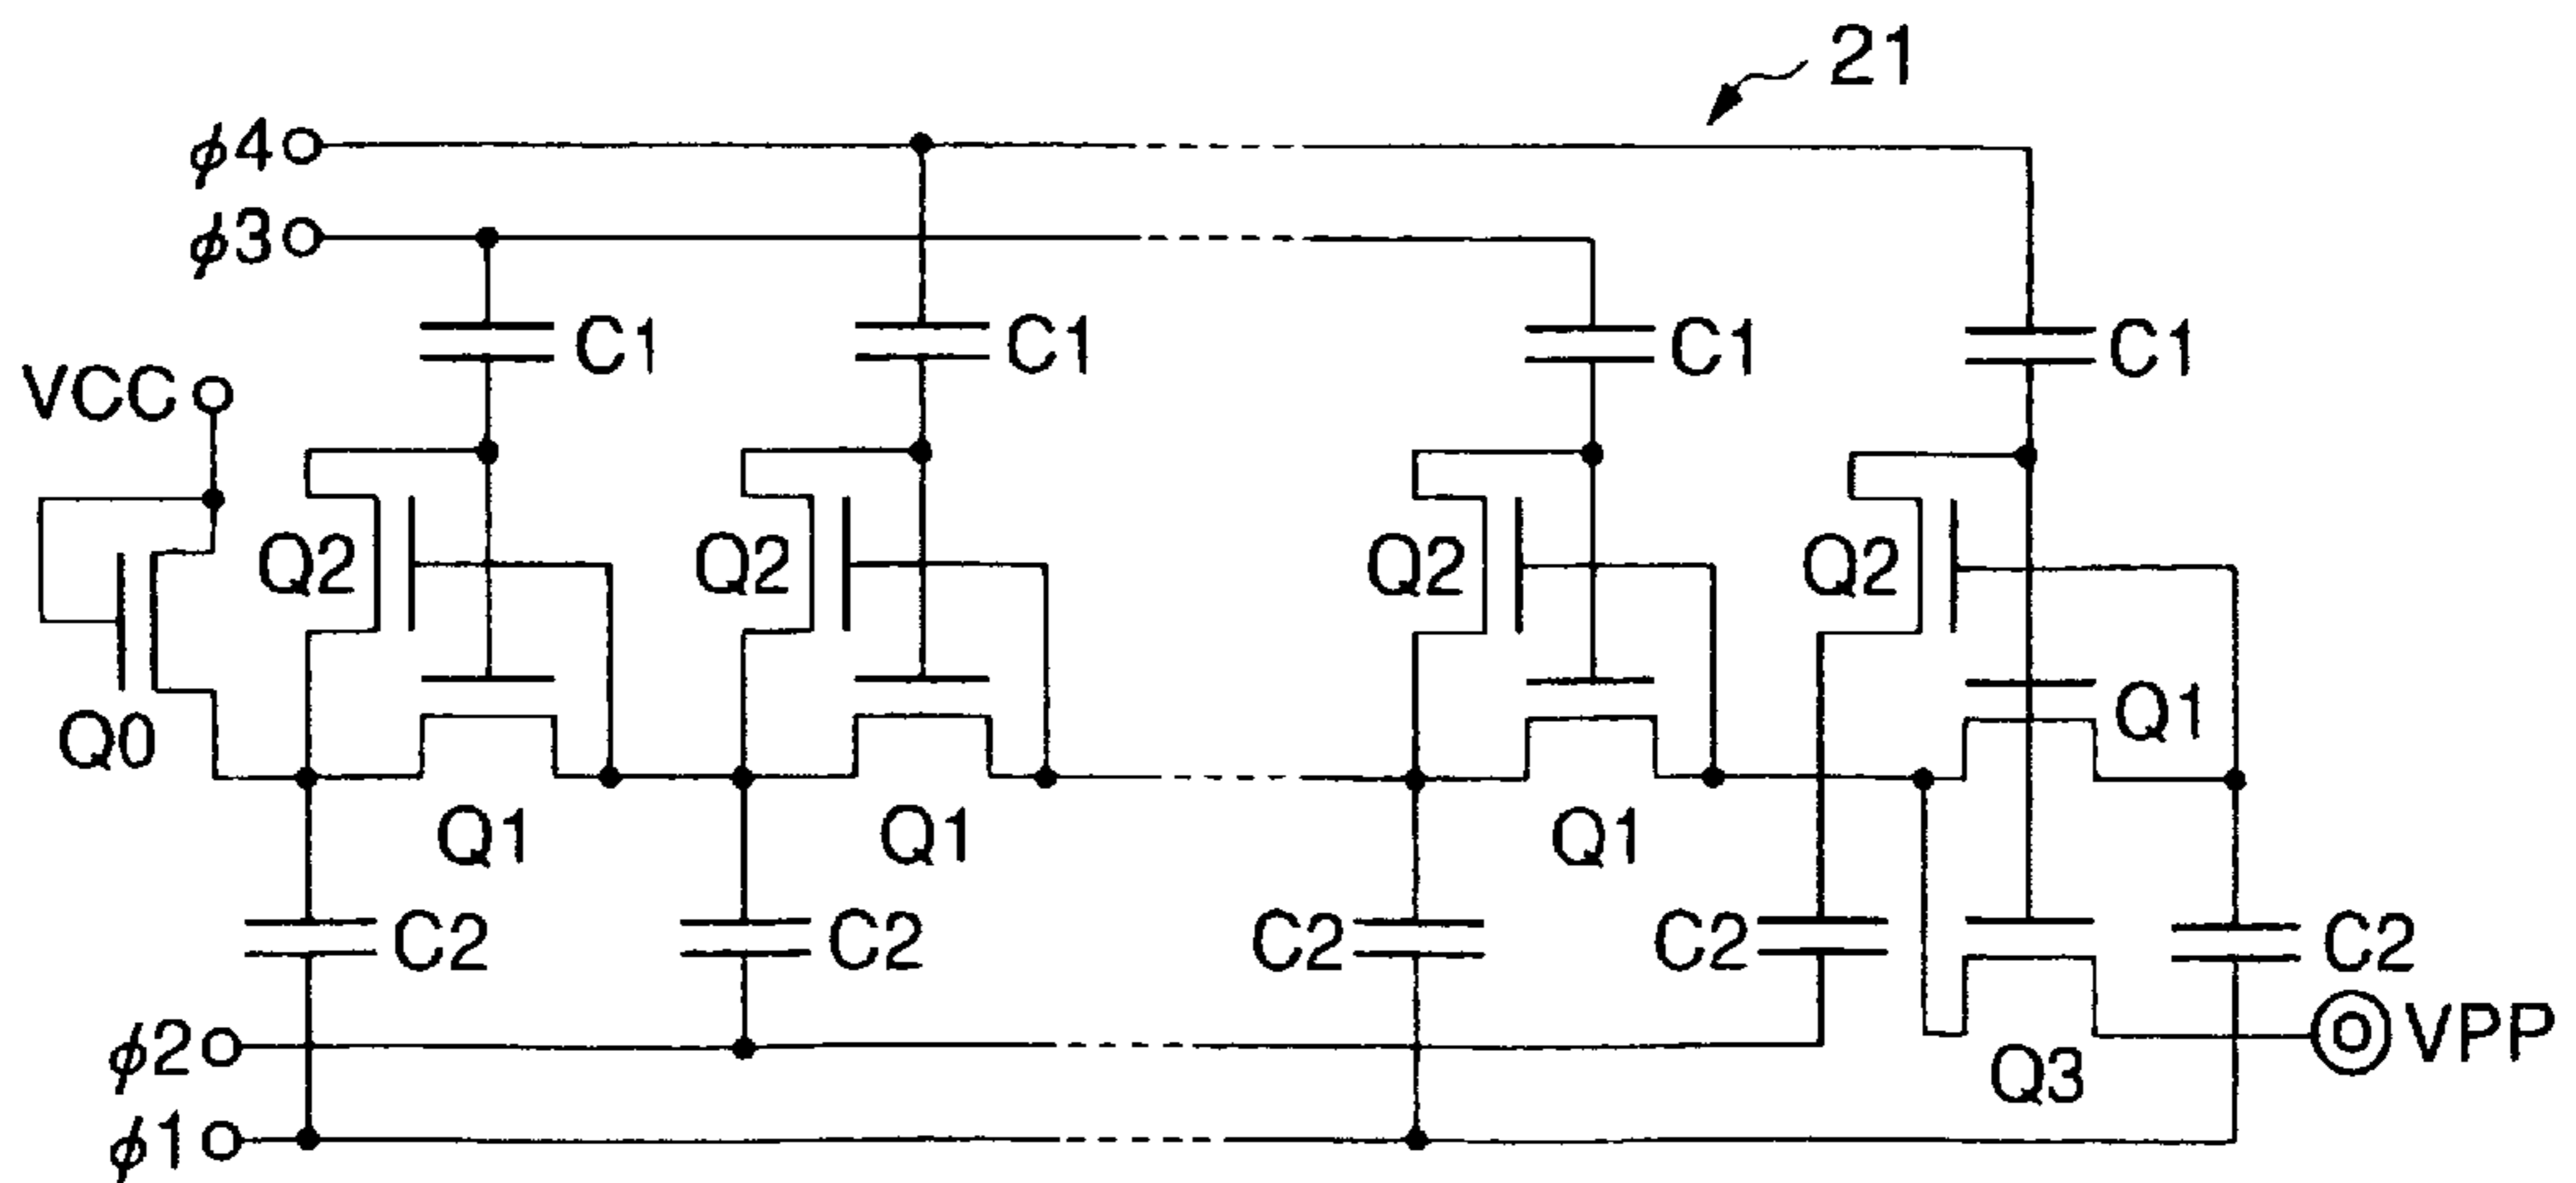 21
ϕ4
ϕ3
C1 C1 C1 C1
VCC
Q2 Q2 Q2 Q2
Q0 Q1
Q1 Q1 Q1
C2 C2 C2 C2 C2
ϕ2 VPP
Q3
ϕ1